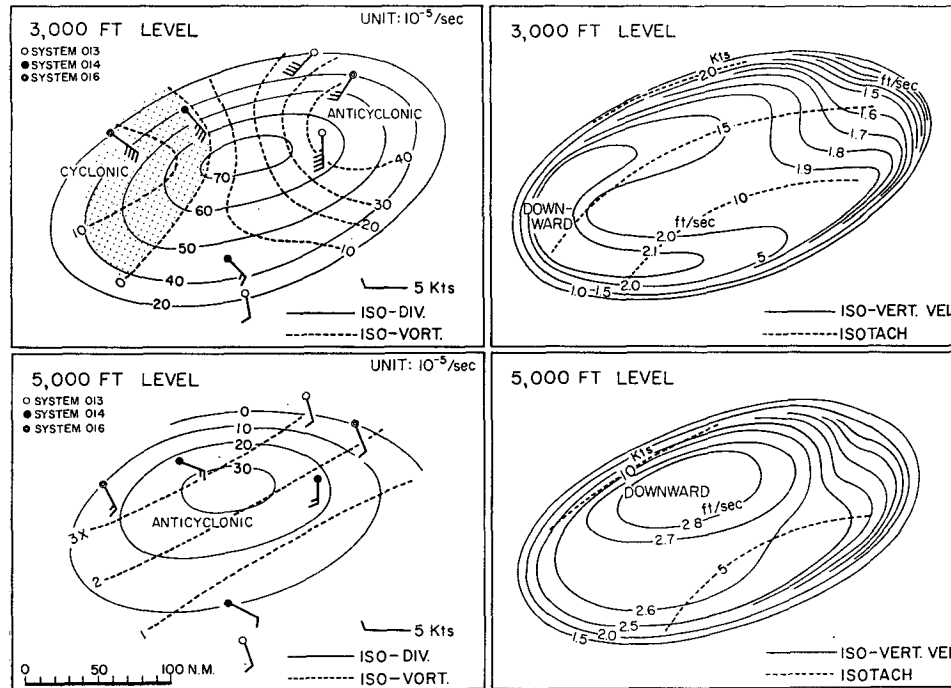 3,000 FT LEVEL
UNIT: 10⁻⁵/sec
SYSTEM 013
SYSTEM 014
SYSTEM 016
ANTICYCLONIC
CYCLONIC
70
60
50
40
20
40
30
20
10
10
0
5 Kts
ISO-DIV.
ISO-VORT.
3,000 FT LEVEL
Kts
20
ft/sec
1.5
1.6
1.7
1.8
1.9
15
10
5
DOWN-
WARD
ft/sec
2.0
2.1
2.0
1.0
1.5
ISO-VERT. VEL
ISOTACH
5,000 FT LEVEL
UNIT: 10⁻⁵/sec
SYSTEM 013
SYSTEM 014
SYSTEM 016
0
10
20
30
ANTICYCLONIC
3X
2
1
5 Kts
0 50 100 N.M.
ISO-DIV.
ISO-VORT.
5,000 FT LEVEL
Kts
10
DOWNWARD
ft/sec
2.8
2.7
5
2.6
2.5
2.0
1.5
ISO-VERT. VEL
ISOTACH